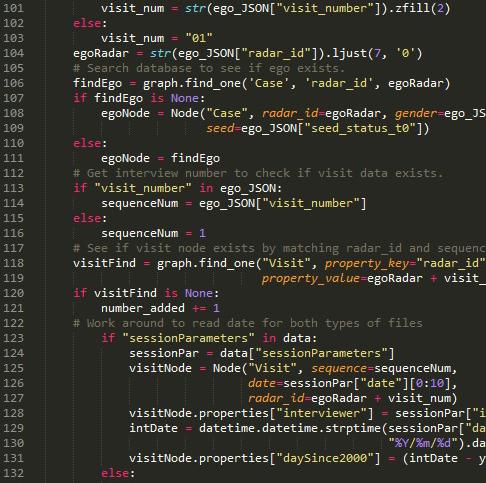 101 visit_num = str(ego_JSON["visit_number"]).zfill(2)
102 else:
103 visit_num = "01"
104 egoRadar = str(ego_JSON["radar_id"]).ljust(7, '0')
105 # Search database to see if ego exists.
106 findEgo = graph.find_one('Case', 'radar_id', egoRadar)
107 if findEgo is None:
108 egoNode = Node("Case", radar_id=egoRadar, gender=ego_JS
109 seed=ego_JSON["seed_status_t0"])
110 else:
111 egoNode = findEgo
112 # Get interview number to check if visit data exists.
113 if "visit_number" in ego_JSON:
114 sequenceNum = ego_JSON["visit_number"]
115 else:
116 sequenceNum = 1
117 # See if visit node exists by matching radar_id and sequenc
118 visitFind = graph.find_one("Visit", property_key="radar_id"
119 property_value=egoRadar + visit_
120 if visitFind is None:
121 number_added += 1
122 # Work around to read date for both types of files
123 if "sessionParameters" in data:
124 sessionPar = data["sessionParameters"]
125 visitNode = Node("Visit", sequence=sequenceNum,
126 date=sessionPar["date"][0:10],
127 radar_id=egoRadar + visit_num)
128 visitNode.properties["interviewer"] = sessionPar["i
129 intDate = datetime.datetime.strptime(sessionPar["da
130 "%Y/%m/%d").da
131 visitNode.properties["daySince2000"] = (intDate - y
132 else: